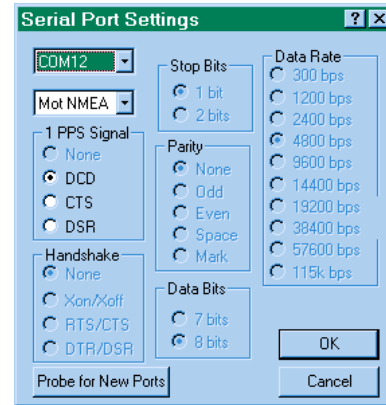 Serial Port Settings
COM12
Mot NMEA
1 PPS Signal
None
DCD
CTS
DSR
Handshake
None
Xon/Xoff
RTS/CTS
DTR/DSR
Probe for New Ports
Stop Bits
1 bit
2 bits
Parity
None
Odd
Even
Space
Mark
Data Bits
7 bits
8 bits
Data Rate
300 bps
1200 bps
2400 bps
4800 bps
9600 bps
14400 bps
19200 bps
38400 bps
57600 bps
115k bps
OK
Cancel